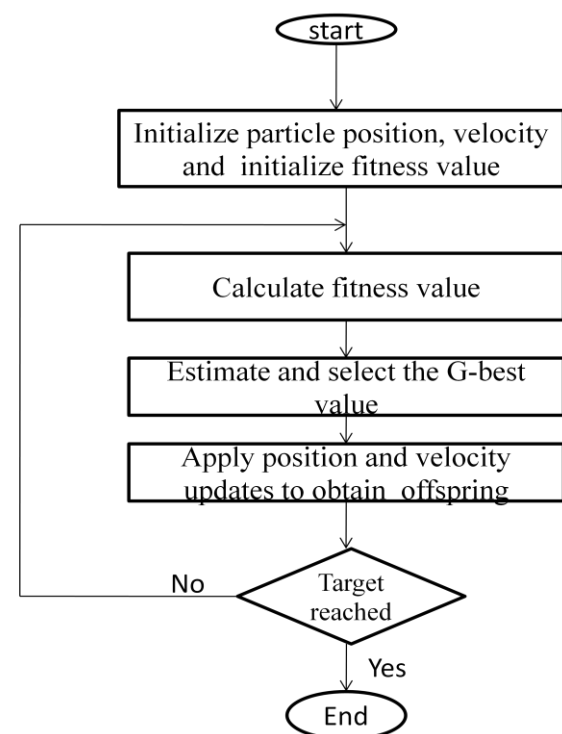 start
Initialize particle position, velocity
and initialize fitness value
Calculate fitness value
Estimate and select the G-best
value
Apply position and velocity
updates to obtain offspring
Target
reached
No
Yes
End